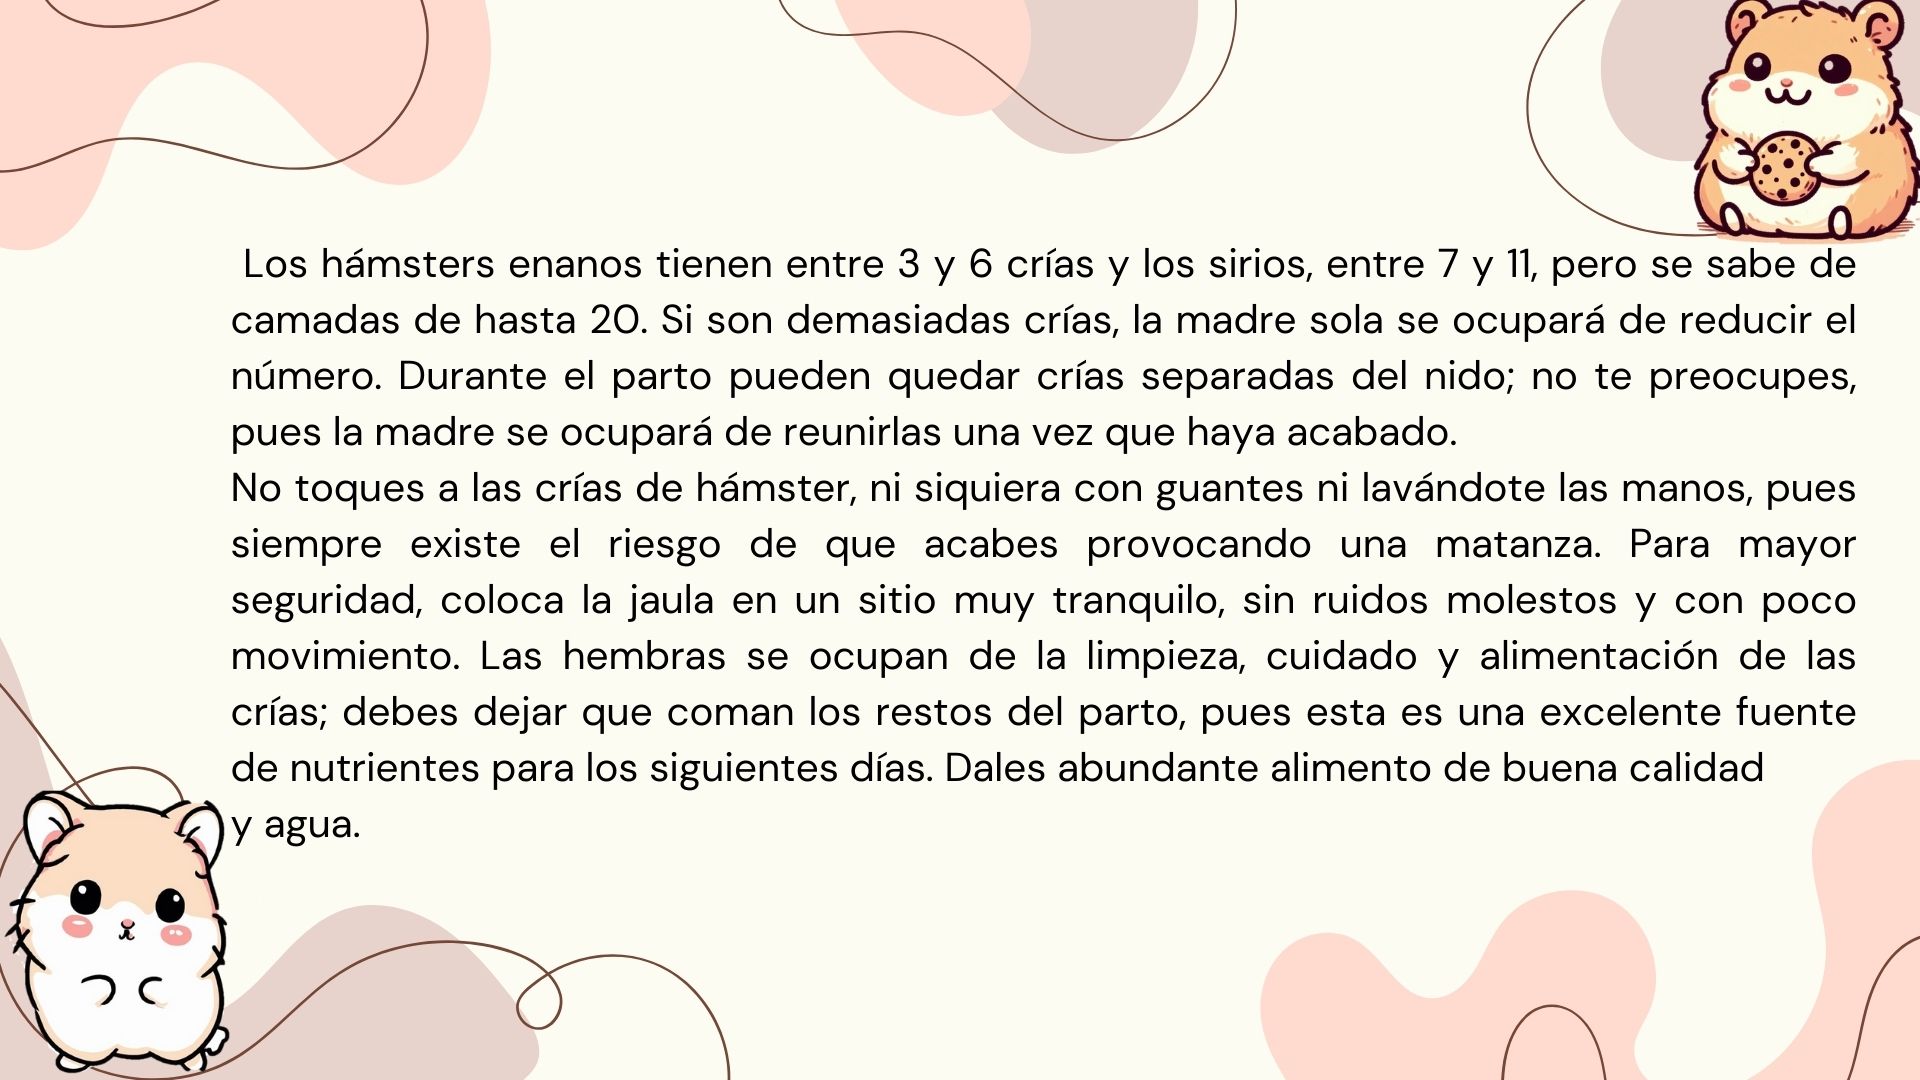 Los hámsters enanos tienen entre 3 y 6 crías y los sirios, entre 7 y 11, pero se sabe de
camadas de hasta 20. Si son demasiadas crías, la madre sola se ocupará de reducir el
número. Durante el parto pueden quedar crías separadas del nido; no te preocupes,
pues la madre se ocupará de reunirlas una vez que haya acabado.
No toques a las crías de hámster, ni siquiera con guantes ni lavándote las manos, pues
siempre existe el riesgo de que acabes provocando una matanza. Para mayor
seguridad, coloca la jaula en un sitio muy tranquilo, sin ruidos molestos y con poco
movimiento. Las hembras se ocupan de la limpieza, cuidado y alimentación de las
crías; debes dejar que coman los restos del parto, pues esta es una excelente fuente
de nutrientes para los siguientes días. Dales abundante alimento de buena calidad
y agua.